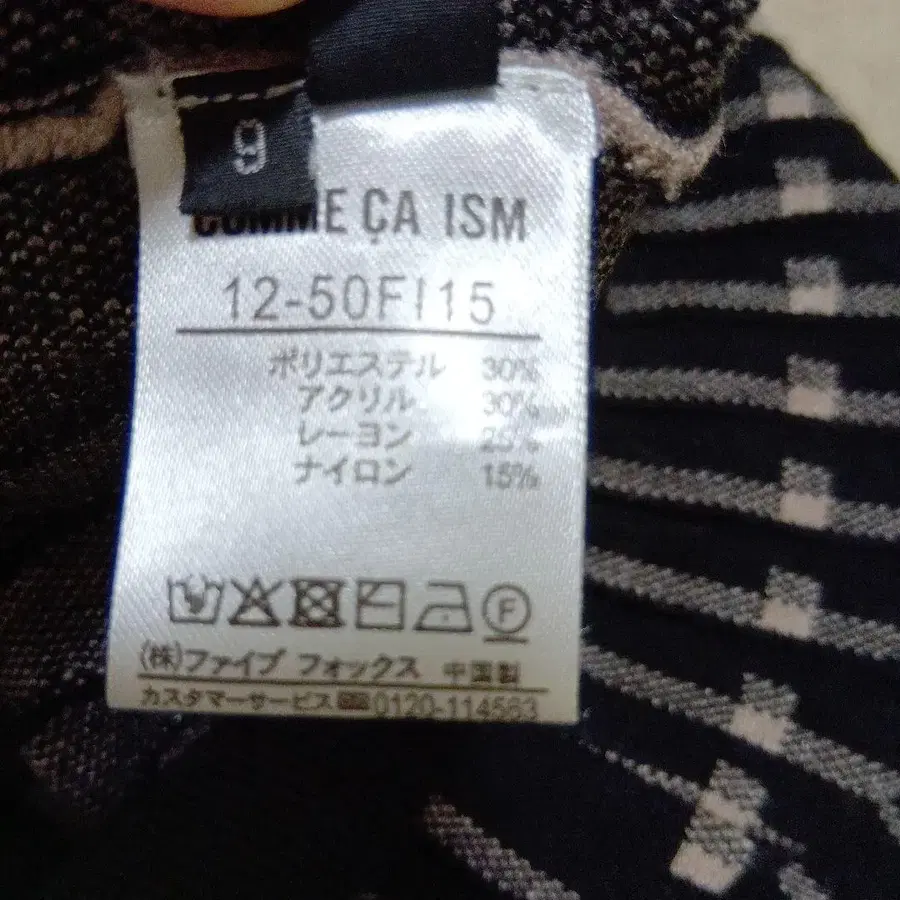 9
COMME ÇA ISM
12-50FI15
ポリエステル 30%
アクリル 30%
レーヨン 25%
ナイロン 15%
F
(株)ファイブ フォックス 中国製
カスタマーサービス 0120-114563